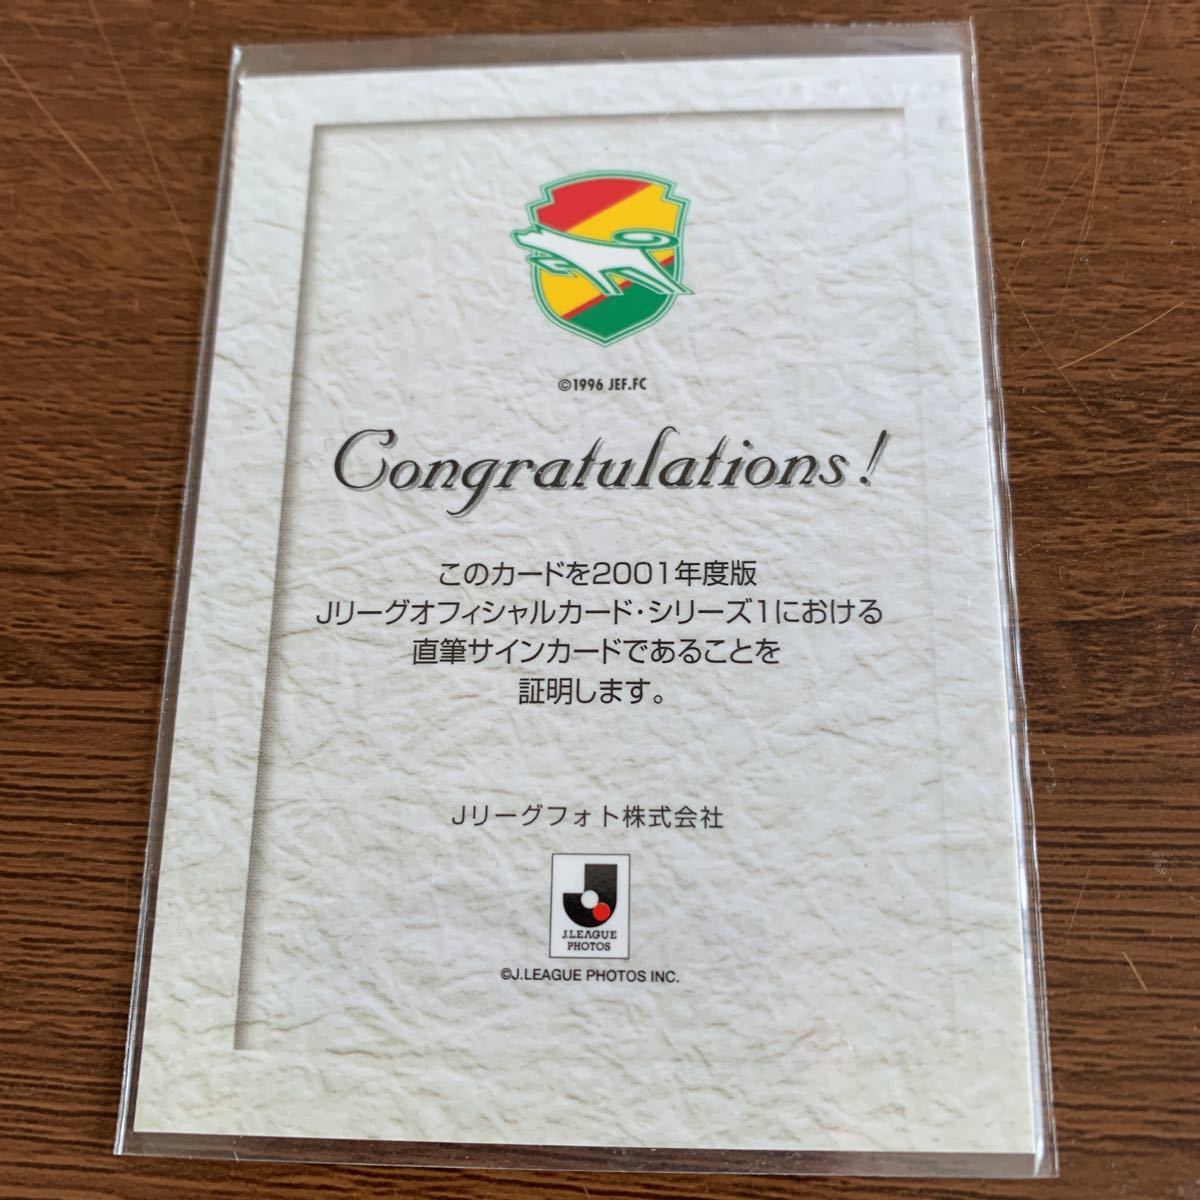 ©1996 JEF.FC
Congratulations!
このカードを2001年度版
Jリーグオフィシャルカード・シリーズ1における
直筆サインカードであることを
証明します。
Jリーグフォト株式会社
J.LEAGUE
PHOTOS
©J.LEAGUE PHOTOS INC.